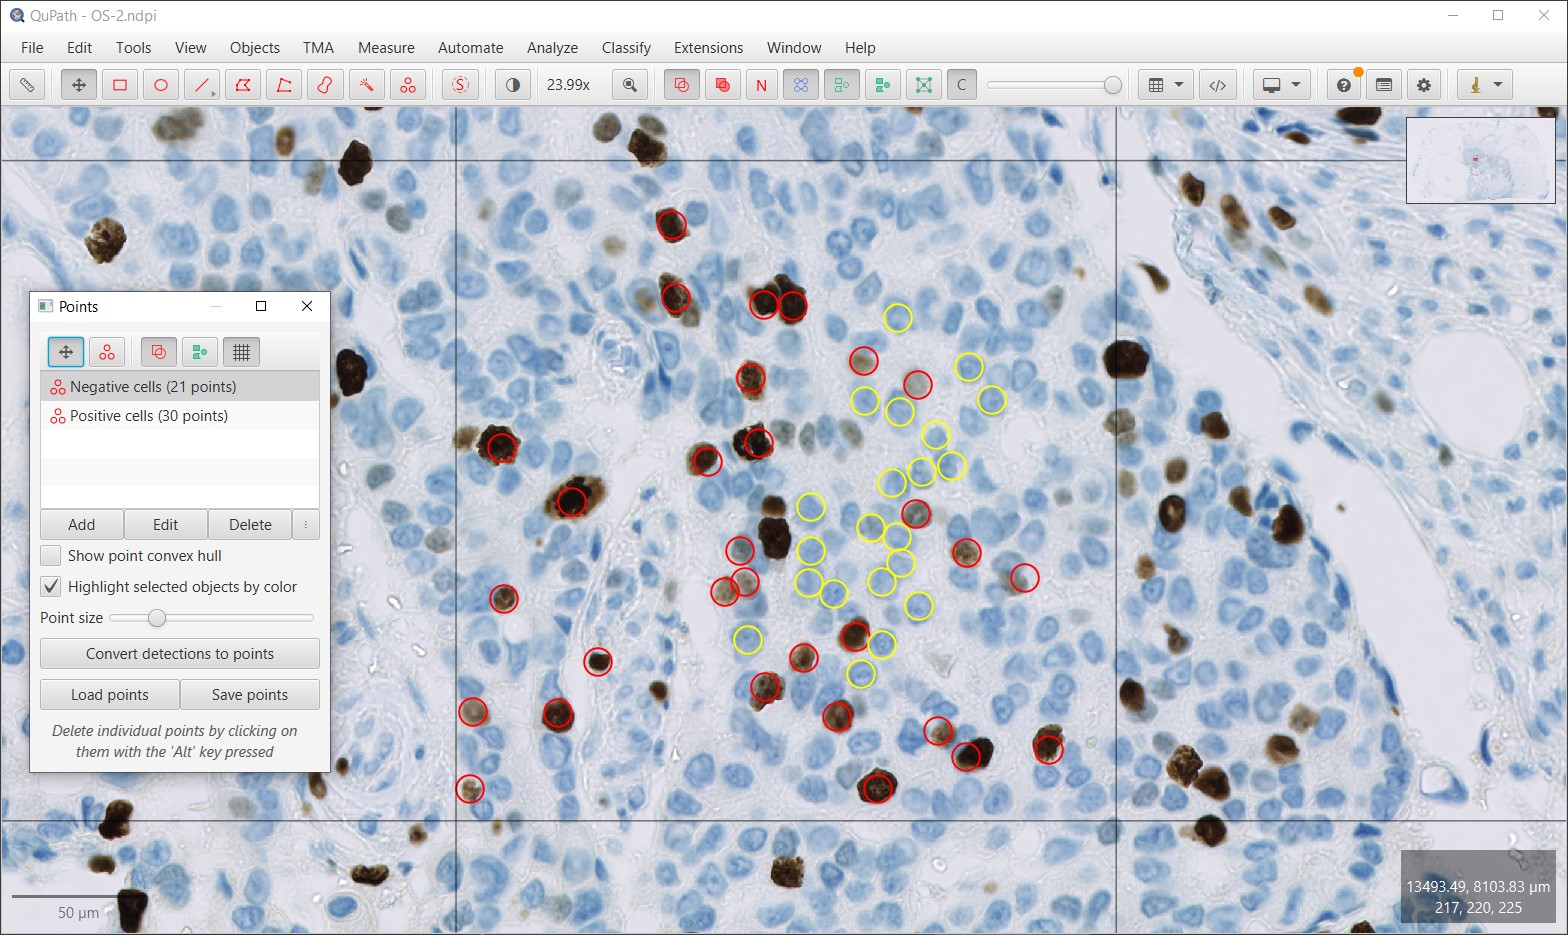 QuPath - OS-2.ndpi
File Edit Tools View Objects TMA Measure Automate Analyze Classify Extensions Window Help
S 23.99x N C </> ?
Points
Negative cells (21 points)
Positive cells (30 points)
Add Edit Delete
Show point convex hull
Highlight selected objects by color
Point size
Convert detections to points
Load points Save points
Delete individual points by clicking on
them with the 'Alt' key pressed
50 µm
13493.49, 8103.83 µm
217, 220, 225